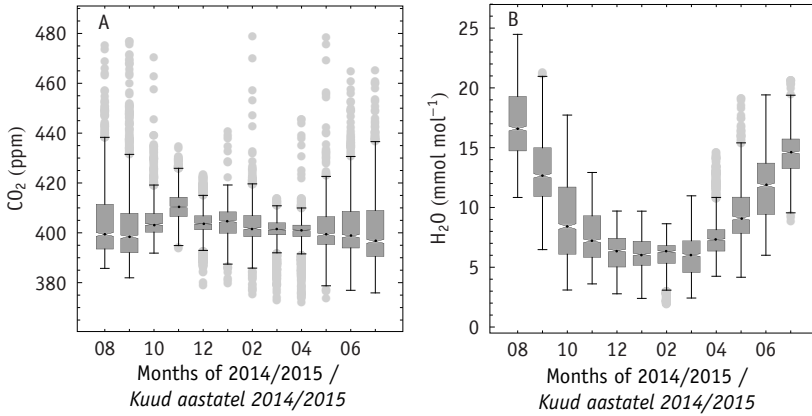 A
480
460
440
420
400
380
CO₂ (ppm)
08 10 12 02 04 06
Months of 2014/2015 /
Kuud aastatel 2014/2015
B
25
20
15
10
5
0
H₂O (mmol mol⁻¹)
08 10 12 02 04 06
Months of 2014/2015 /
Kuud aastatel 2014/2015